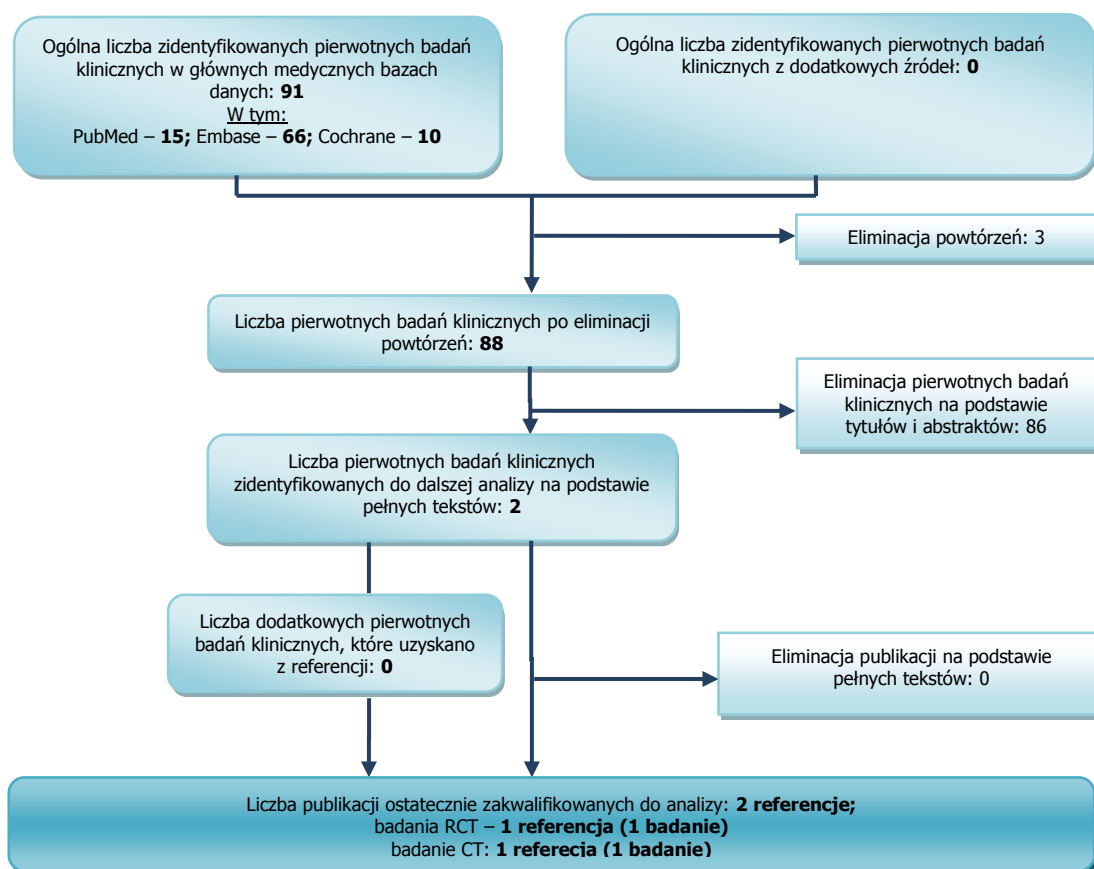 Ogólna liczba zidentyfikowanych pierwotnych badań
klinicznych w głównych medycznych bazach
danych: 91
W tym:
PubMed – 15; Embase – 66; Cochrane – 10
Ogólna liczba zidentyfikowanych pierwotnych badań
klinicznych z dodatkowych źródeł: 0
Eliminacja powtórzeń: 3
Liczba pierwotnych badań klinicznych po eliminacji
powtórzeń: 88
Eliminacja pierwotnych badań
klinicznych na podstawie
tytułów i abstraktów: 86
Liczba pierwotnych badań klinicznych
zidentyfikowanych do dalszej analizy na podstawie
pełnych tekstów: 2
Liczba dodatkowych pierwotnych
badań klinicznych, które uzyskano
z referencji: 0
Eliminacja publikacji na podstawie
pełnych tekstów: 0
Liczba publikacji ostatecznie zakwalifikowanych do analizy: 2 referencje;
badania RCT – 1 referencja (1 badanie)
badanie CT: 1 referecja (1 badanie)